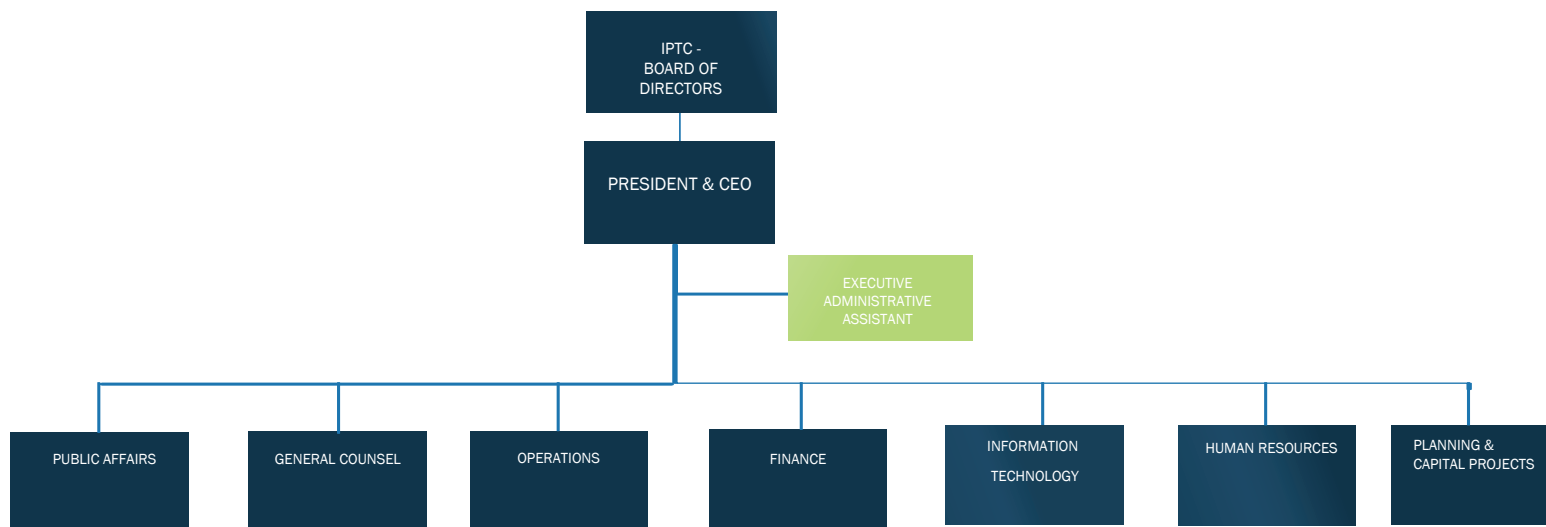 IPTC -
BOARD OF
DIRECTORS
PRESIDENT & CEO
EXECUTIVE
ADMINISTRATIVE
ASSISTANT
PUBLIC AFFAIRS
GENERAL COUNSEL
OPERATIONS
FINANCE
INFORMATION
TECHNOLOGY
HUMAN RESOURCES
PLANNING &
CAPITAL PROJECTS